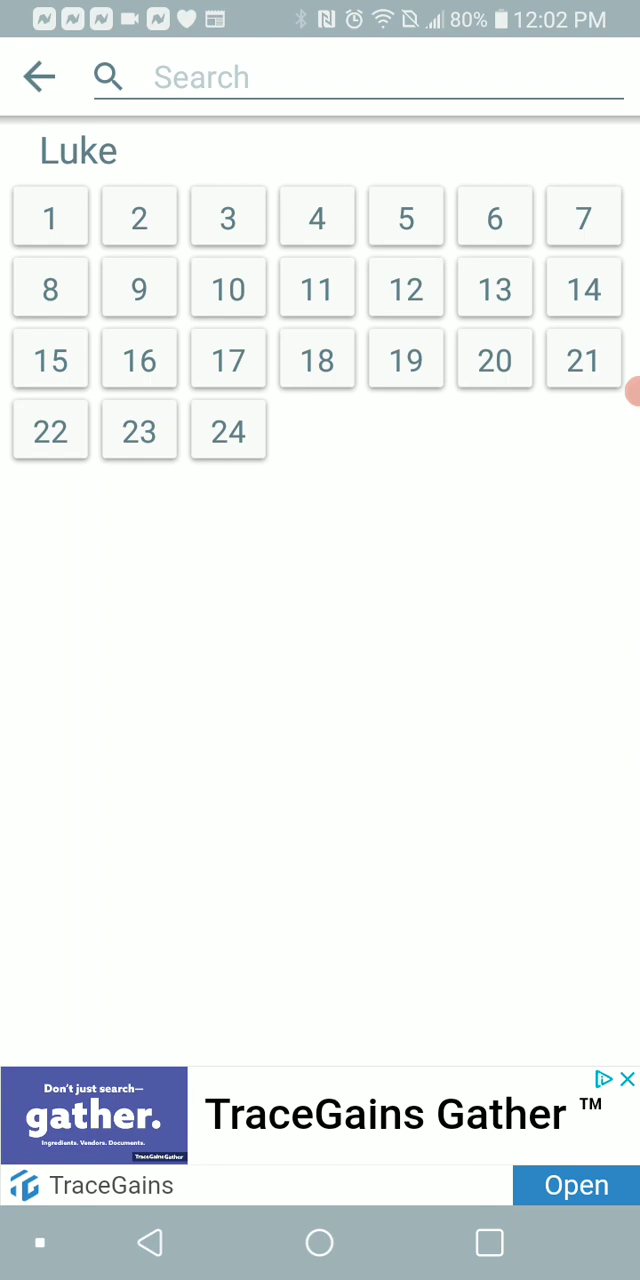 80% 12:02 PM
Search
Luke
1 2 3 4 5 6 7
8 9 10 11 12 13 14
15 16 17 18 19 20 21
22 23 24
Don't just search—
gather.
Ingredients. Vendors. Documents.
TraceGains Gather
TraceGains Gather ™
TraceGains
Open